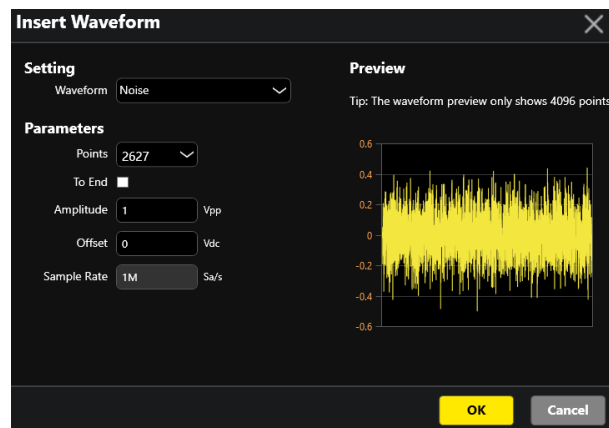 Insert Waveform
Setting
Waveform Noise
Parameters
Points 2627
To End
Amplitude 1 Vpp
Offset 0 Vdc
Sample Rate 1M Sa/s
Preview
Tip: The waveform preview only shows 4096 points
0.6
0.4
0.2
0
-0.2
-0.4
-0.6
OK Cancel